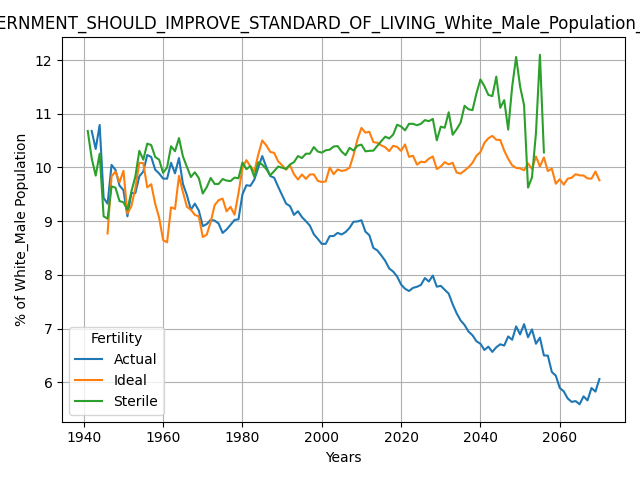 ERNMENT_SHOULD_IMPROVE_STANDARD_OF_LIVING_White_Male_Population_
% of White_Male Population
12
11
10
9
8
7
6
Fertility
Actual
Ideal
Sterile
1940
1960
1980
2000
2020
2040
2060
Years